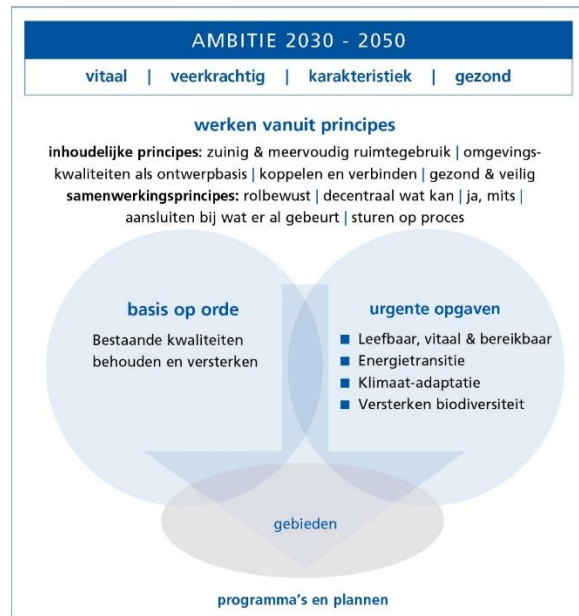 AMBITIE 2030 - 2050
vitaal | veerkrachtig | karakteristiek | gezond
werken vanuit principes
inhoudelijke principes: zuinig & meervoudig ruimtegebruik | omgevings-
kwaliteiten als ontwerpbasis | koppelen en verbinden | gezond & veilig
samenwerkingsprincipes: rolbewust | decentraal wat kan | ja, mits |
aansluiten bij wat er al gebeurt | sturen op proces
basis op orde
Bestaande kwaliteiten
behouden en versterken
urgente opgaven
■ Leefbaar, vitaal & bereikbaar
■ Energietransitie
■ Klimaat-adaptatie
■ Versterken biodiversiteit
gebieden
programma's en plannen